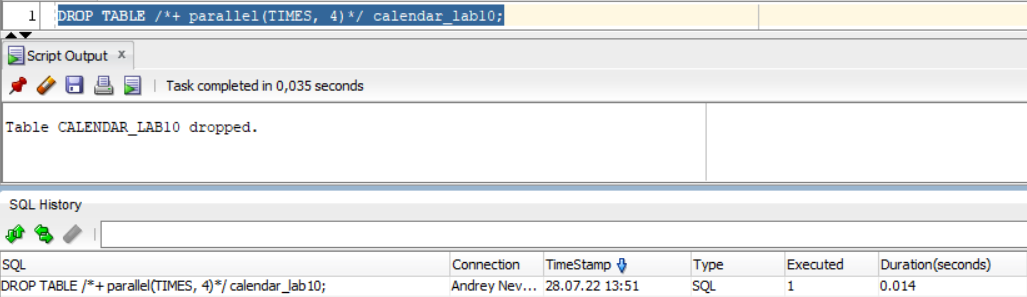 1 DROP TABLE /*+ parallel(TIMES, 4)*/ calendar_lab10;
Script Output x
Task completed in 0,035 seconds
Table CALENDAR_LAB10 dropped.
SQL History
SQL Connection TimeStamp Type Executed Duration(seconds)
DROP TABLE /*+ parallel(TIMES, 4)*/ calendar_lab10; Andrey Nev... 28.07.22 13:51 SQL 1 0.014